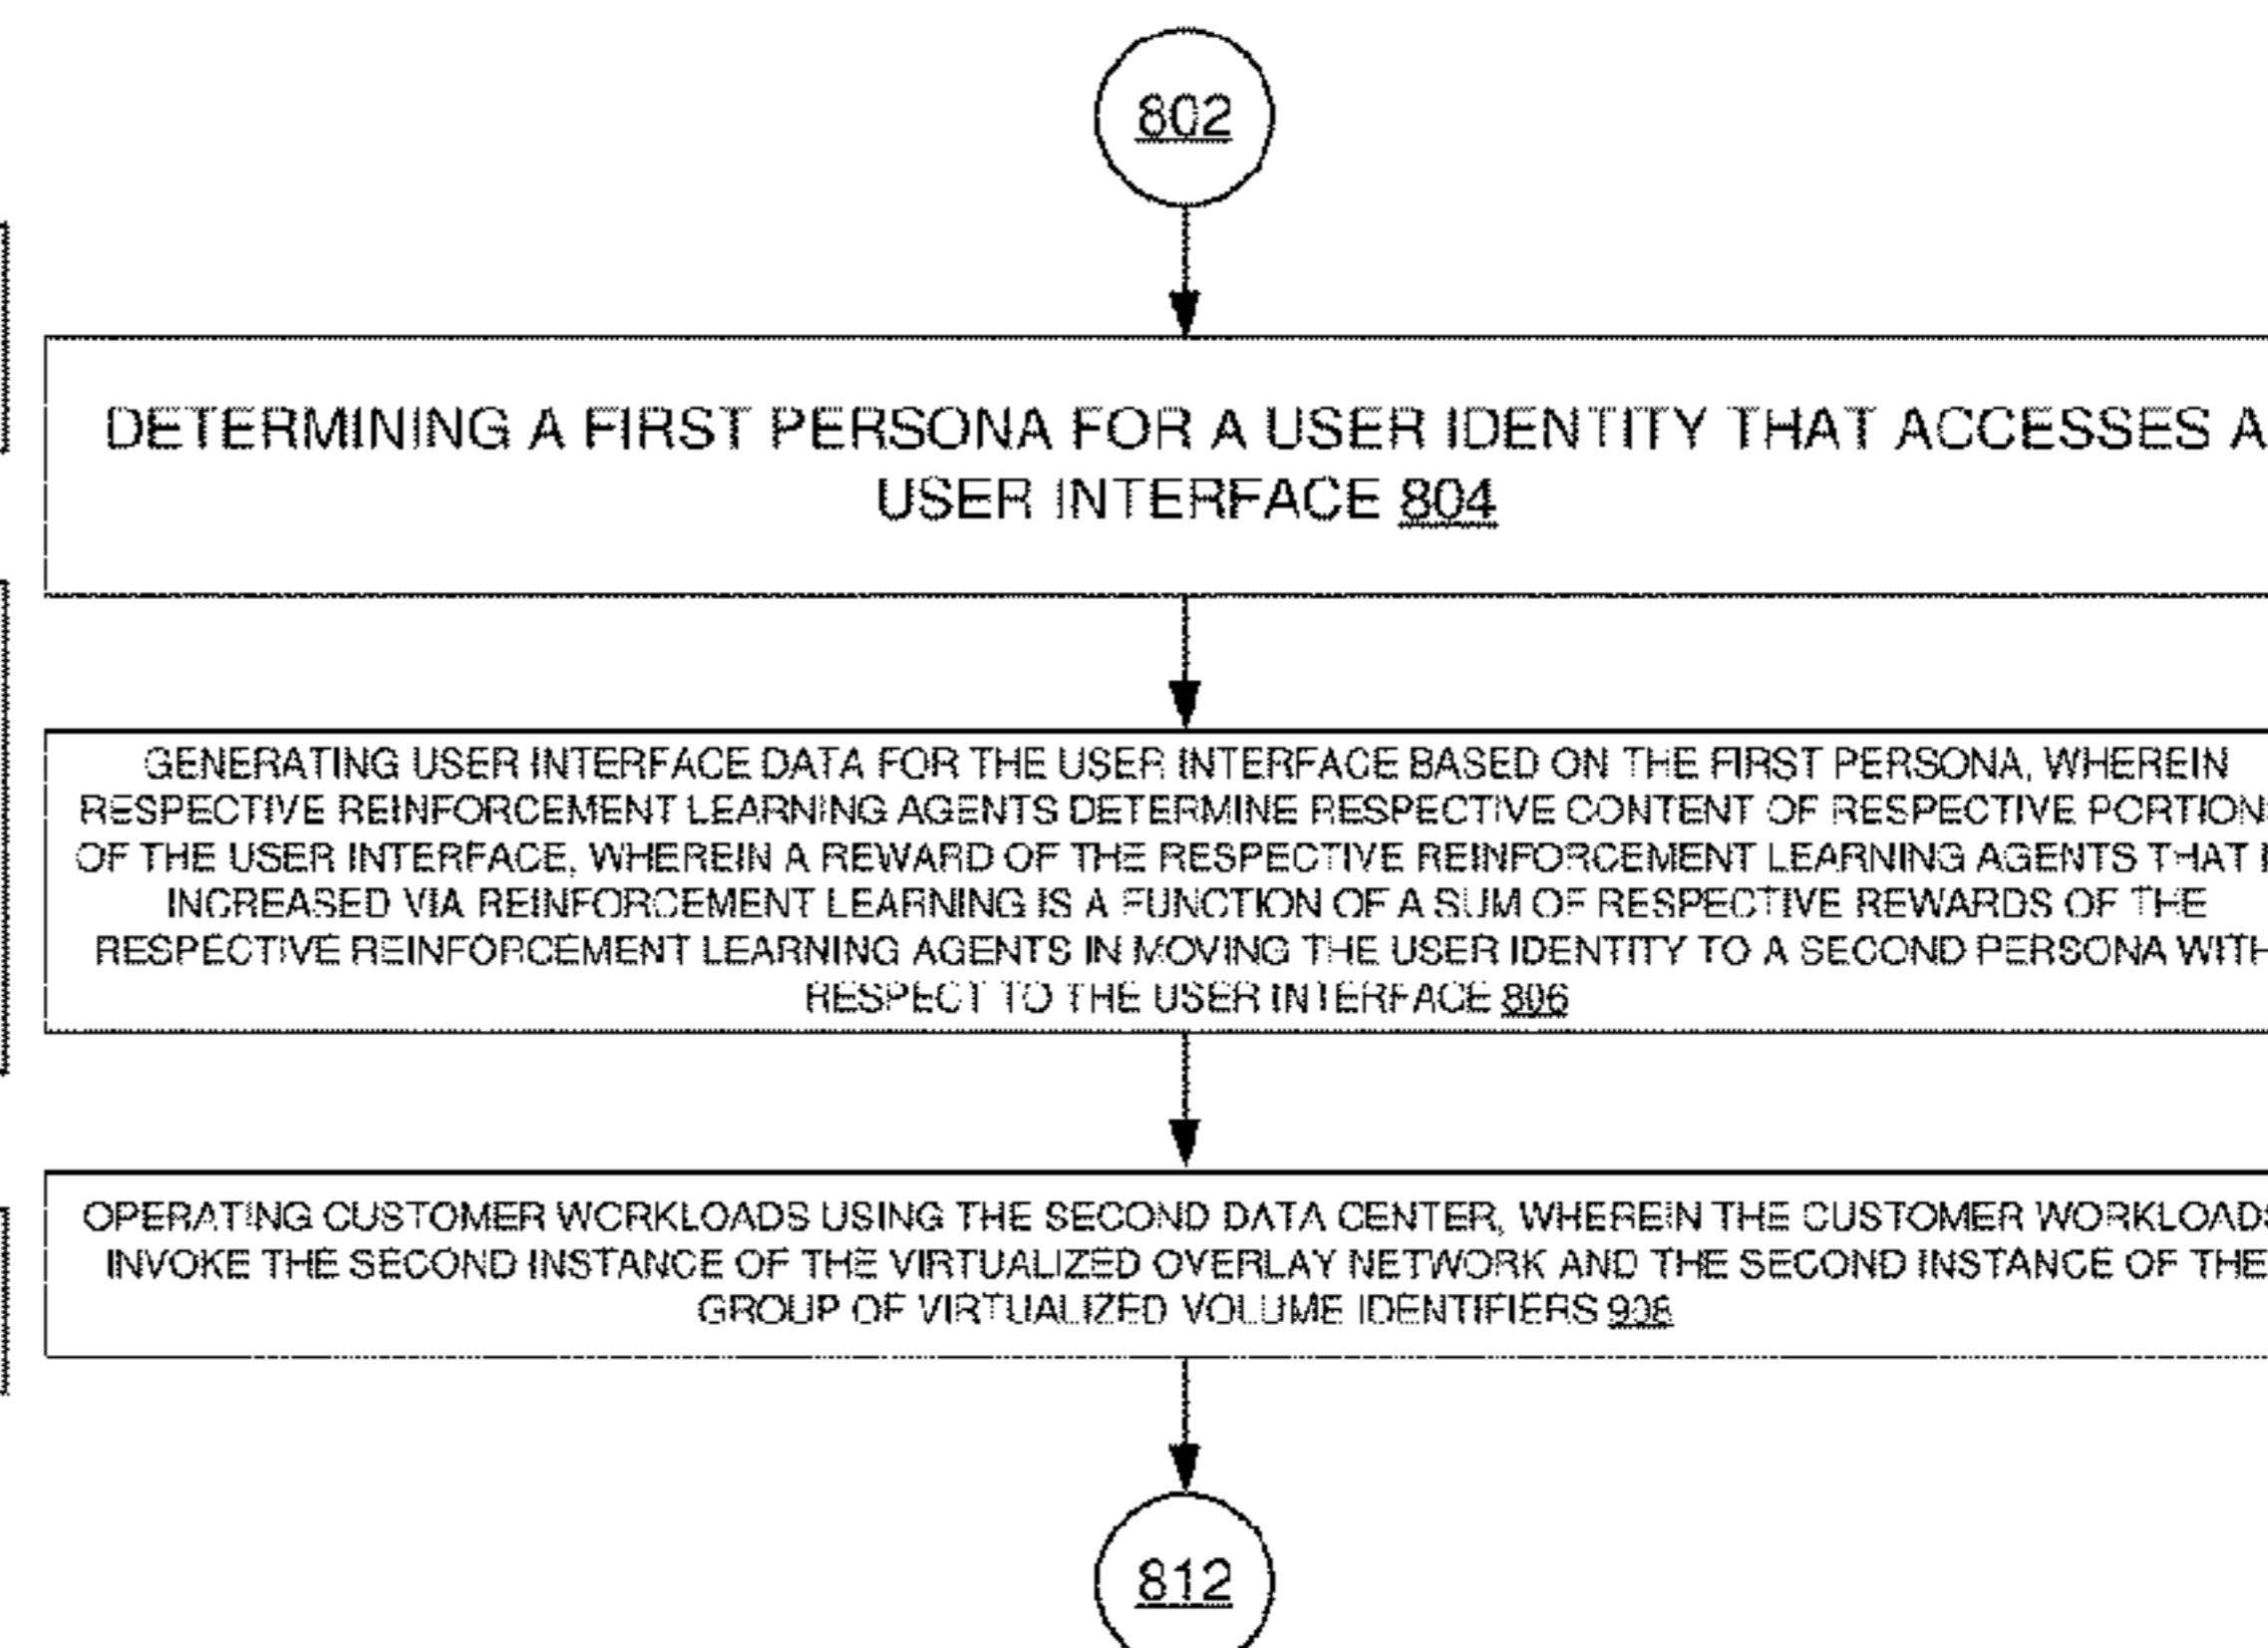 802
DETERMINING A FIRST PERSONA FOR A USER IDENTITY THAT ACCESSES A
USER INTERFACE 804
GENERATING USER INTERFACE DATA FOR THE USER INTERFACE BASED ON THE FIRST PERSONA, WHEREIN
RESPECTIVE REINFORCEMENT LEARNING AGENTS DETERMINE RESPECTIVE CONTENT OF RESPECTIVE PORTION
OF THE USER INTERFACE, WHEREIN A REWARD OF THE RESPECTIVE REINFORCEMENT LEARNING AGENTS THAT
INCREASED VIA REINFORCEMENT LEARNING IS A FUNCTION OF A SUM OF RESPECTIVE REWARDS OF THE
RESPECTIVE REINFORCEMENT LEARNING AGENTS IN MOVING THE USER IDENTITY TO A SECOND PERSONA WITH
RESPECT TO THE USER INTERFACE 806
OPERATING CUSTOMER WORKLOADS USING THE SECOND DATA CENTER, WHEREIN THE CUSTOMER WORKLOADS
INVOKE THE SECOND INSTANCE OF THE VIRTUALIZED OVERLAY NETWORK AND THE SECOND INSTANCE OF THE
GROUP OF VIRTUALIZED VOLUME IDENTIFIERS 908
812